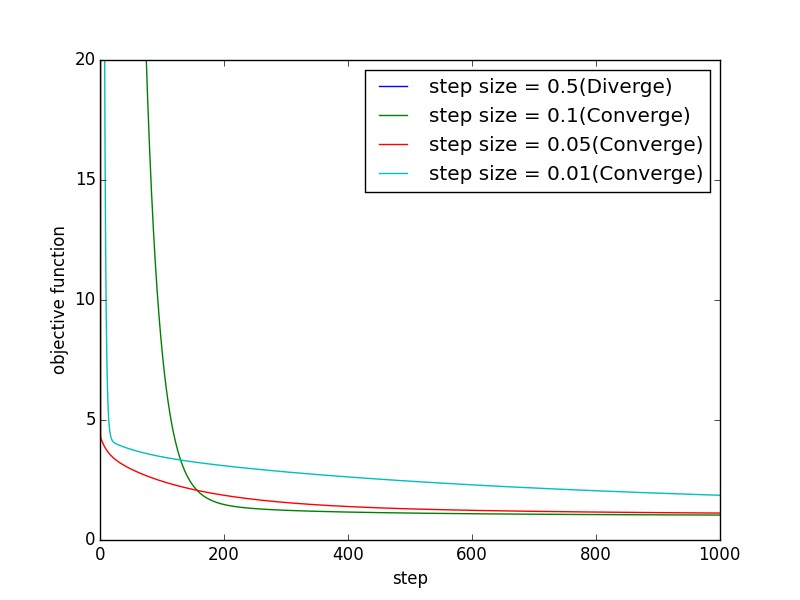 20
15
10
5
0
objective function
step size = 0.5(Diverge)
step size = 0.1(Converge)
step size = 0.05(Converge)
step size = 0.01(Converge)
0 200 400 600 800 1000
step